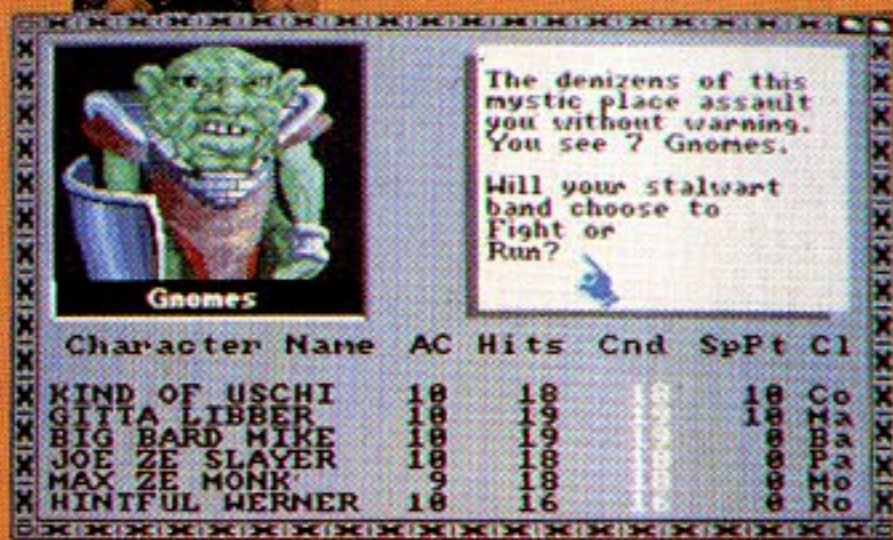 The denizens of this
mystic place assault
you without warning.
You see 7 Gnomes.
Will your stalwart
band choose to
Fight or
Run?
Gnomes
Character Name AC Hits Cnd SpPt Cl
KIND OF USCHI 10 18 18 10 Co
GITTA LIBBER 10 19 10 Ma
BIG BARD MIKE 10 19 0 Ba
JOE ZE SLAYER 10 18 0 Pa
MAX ZE MONK' 9 18 0 Mo
HINTFUL WERNER 10 16 0 Ro